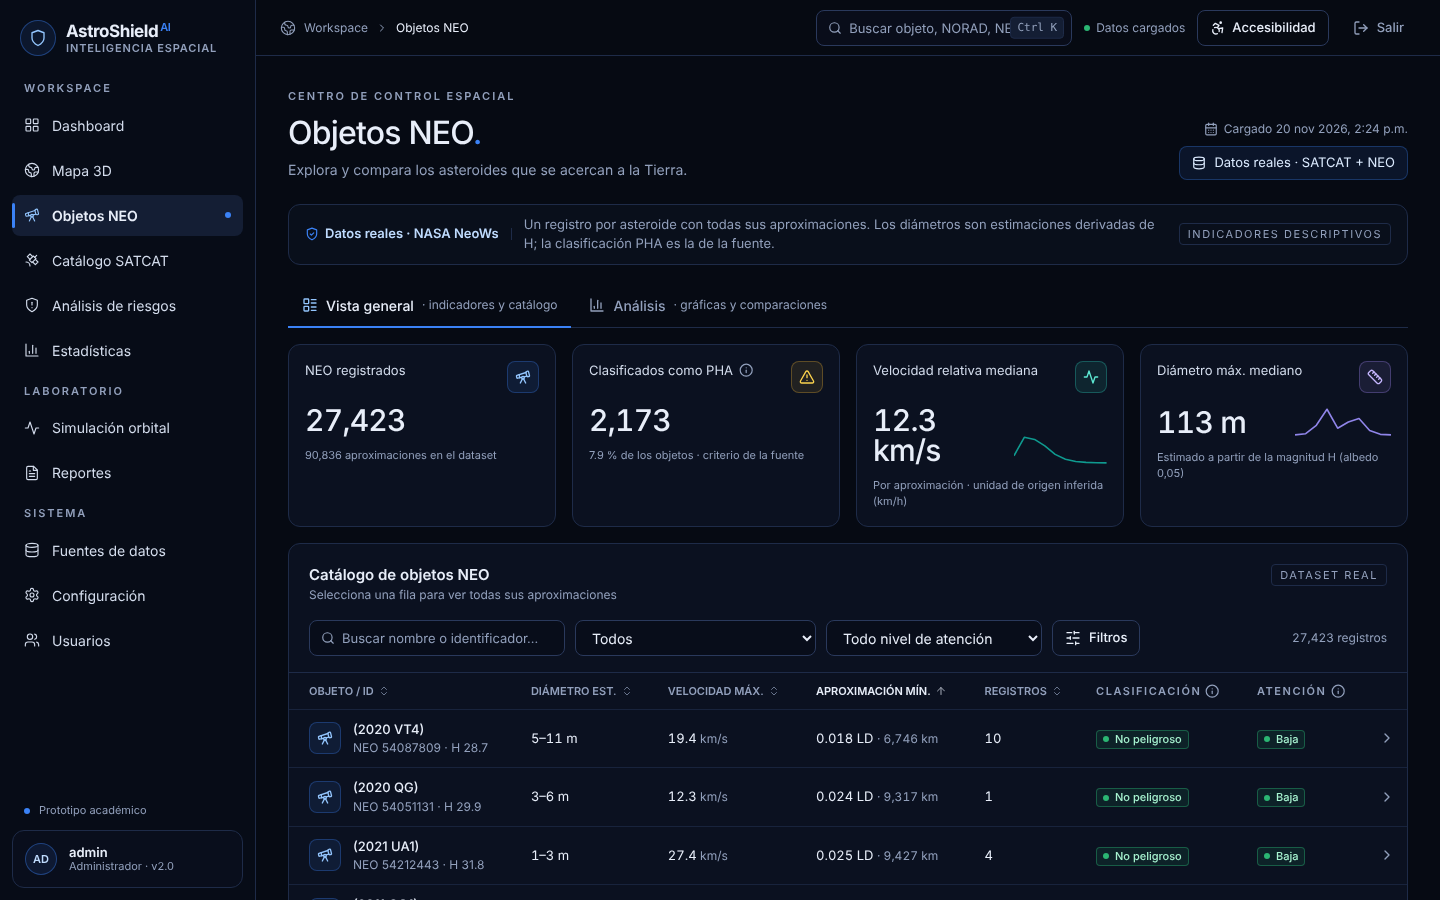 AstroShield AI
INTELIGENCIA ESPACIAL
WORKSPACE
Dashboard
Mapa 3D
Objetos NEO
Catálogo SATCAT
Análisis de riesgos
Estadísticas
LABORATORIO
Simulación orbital
Reportes
SISTEMA
Fuentes de datos
Configuración
Usuarios
Prototipo académico
AD
admin
Administrador · v2.0
Workspace > Objetos NEO
Buscar objeto, NORAD, NE
Ctrl K
Datos cargados
Accesibilidad
Salir
CENTRO DE CONTROL ESPACIAL
Objetos NEO.
Explora y compara los asteroides que se acercan a la Tierra.
Cargado 20 nov 2026, 2:24 p.m.
Datos reales · SATCAT + NEO
Datos reales · NASA NeoWs
Un registro por asteroide con todas sus aproximaciones. Los diámetros son estimaciones derivadas de
H; la clasificación PHA es la de la fuente.
INDICADORES DESCRIPTIVOS
Vista general · indicadores y catálogo
Análisis · gráficas y comparaciones
NEO registrados
27,423
90,836 aproximaciones en el dataset
Clasificados como PHA
2,173
7.9 % de los objetos · criterio de la fuente
Velocidad relativa mediana
12.3
km/s
Por aproximación · unidad de origen inferida
(km/h)
Diámetro máx. mediano
113 m
Estimado a partir de la magnitud H (albedo
0,05)
Catálogo de objetos NEO
Selecciona una fila para ver todas sus aproximaciones
DATASET REAL
Buscar nombre o identificador...
Todos
Todo nivel de atención
Filtros
27,423 registros
OBJETO / ID DIÁMETRO EST. VELOCIDAD MÁX. APROXIMACIÓN MÍN. REGISTROS CLASIFICACIÓN ATENCIÓN
(2020 VT4)
NEO 54087809 · H 28.7
5–11 m 19.4 km/s 0.018 LD · 6,746 km 10 No peligroso Baja
(2020 QG)
NEO 54051131 · H 29.9
3–6 m 12.3 km/s 0.024 LD · 9,317 km 1 No peligroso Baja
(2021 UA1)
NEO 54212443 · H 31.8
1–3 m 27.4 km/s 0.025 LD · 9,427 km 4 No peligroso Baja